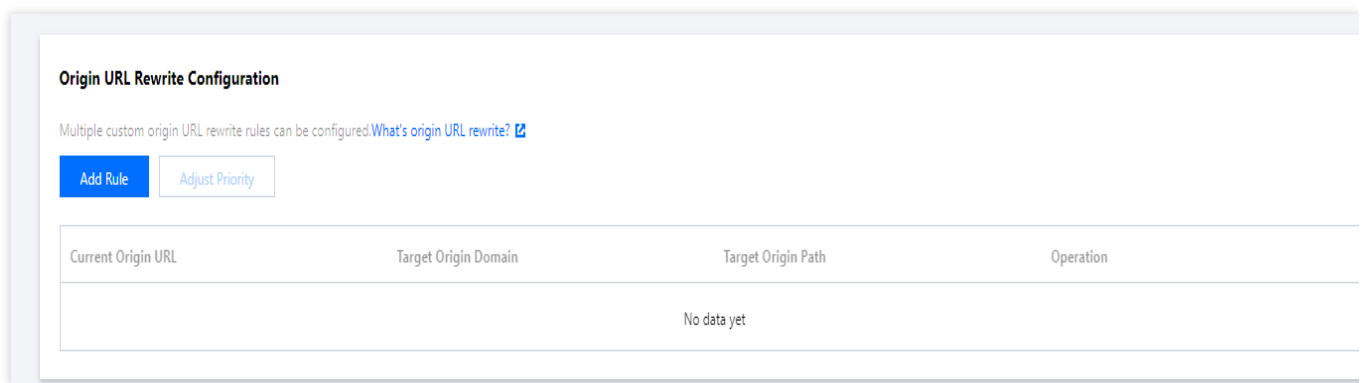 Origin URL Rewrite Configuration
Multiple custom origin URL rewrite rules can be configured.What's origin URL rewrite?
Add Rule Adjust Priority
Current Origin URL Target Origin Domain Target Origin Path Operation
No data yet